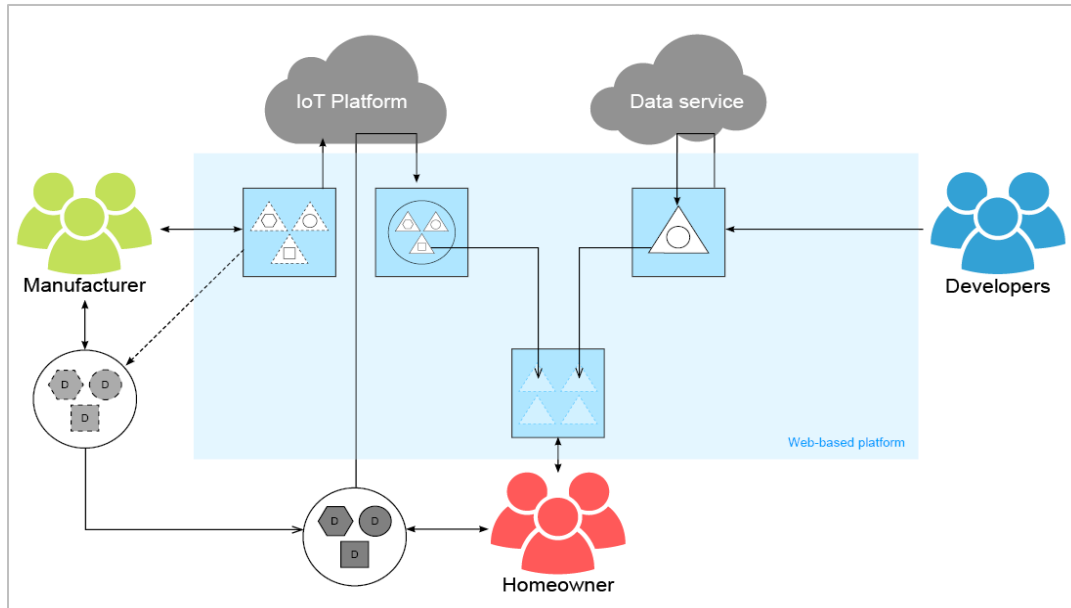 IoT Platform
Data service
Manufacturer
Developers
D
D
D
Web-based platform
D
D
D
Homeowner